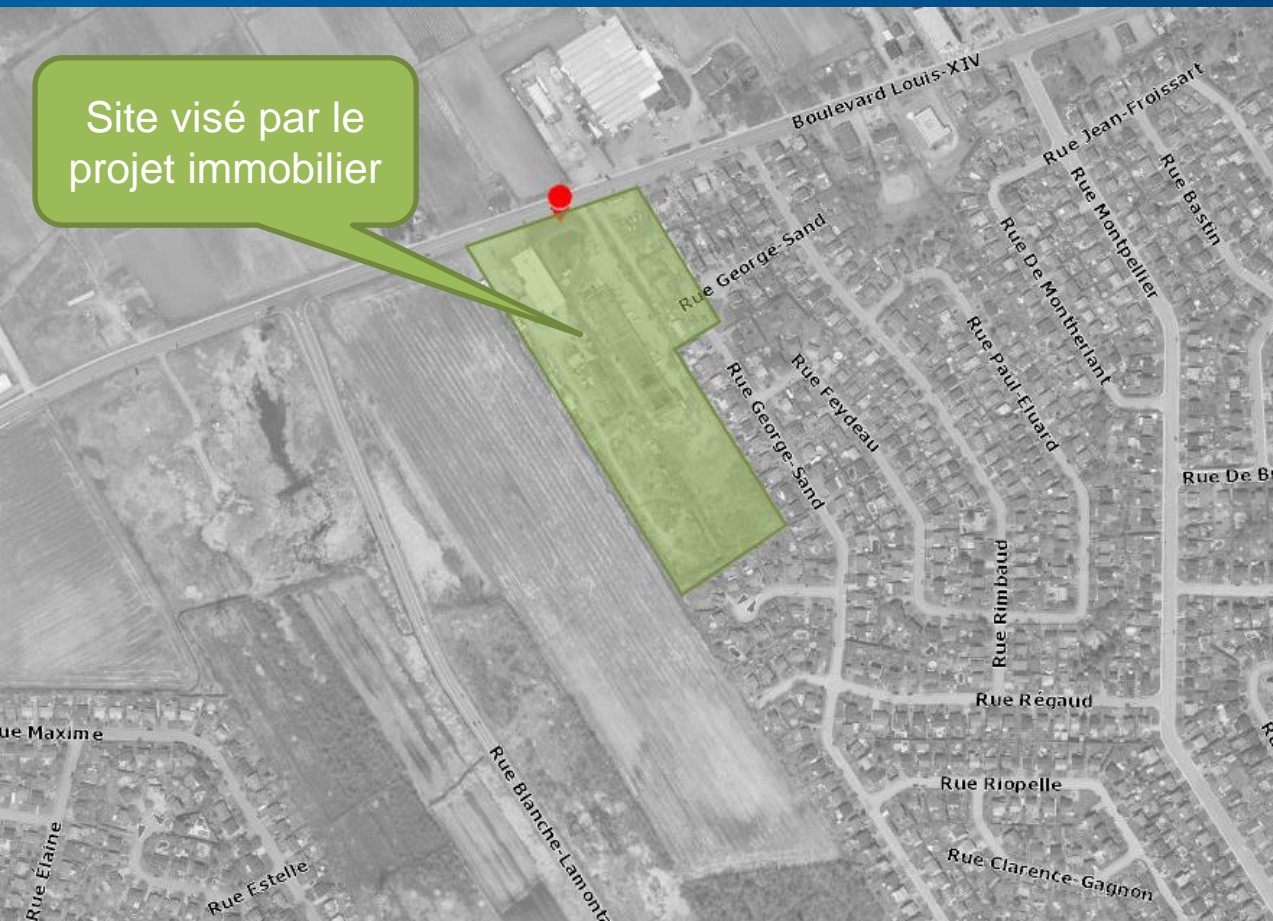 Site visé par le
projet immobilier
Boulevard Louis-XIV
Rue Jean-Froissart
Rue Bastin
Rue Montpellier
Rue De Montherlant
Rue George-Sand
Rue Paul-Eluard
Rue Feydeau
Rue George-Sand
Rue De B
Rue Rimbaud
Rue Régaud
ue Maxime
Rue Blanche-Lamont
Rue Riopelle
Rue Élaine
Rue Estelle
Rue Clarence-Gagnon